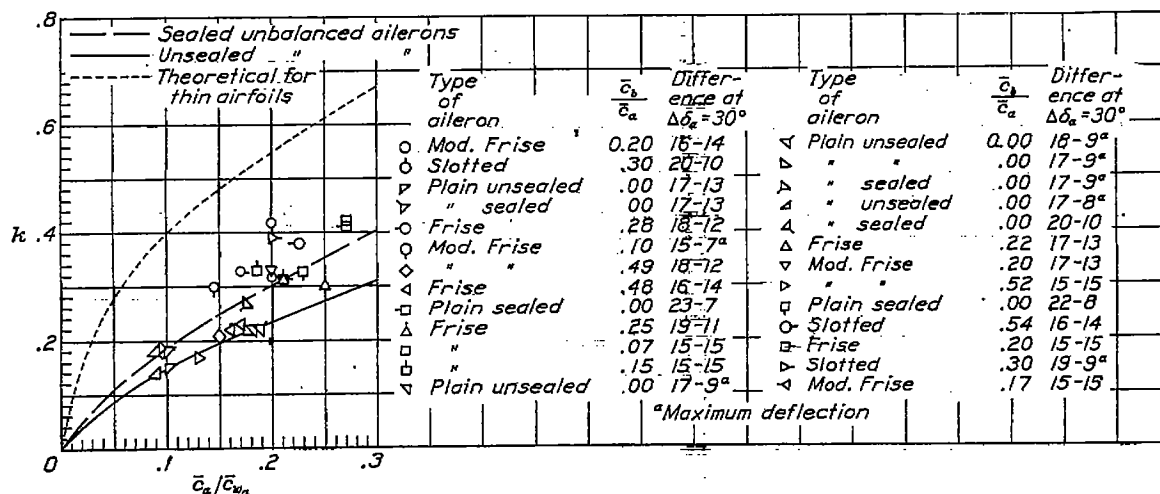 Sealed unbalanced ailerons
Unsealed " "
Theoretical for
thin airfoils
.8
.6
.4
.2
0
k
0 .1 .2 .3
c̄a/c̄wa
Type of aileron c̄b/c̄a Differ-ence at Δδa=30°
Mod. Frise 0.20 16-14
Slotted .30 20-10
Plain unsealed .00 17-13
" sealed .00 17-13
Frise .28 18-12
Mod. Frise .10 15-7ᵃ
" " .49 18-12
Frise .48 16-14
Plain sealed .00 23-7
Frise .25 19-11
" .07 15-15
" .15 15-15
Plain unsealed .00 17-9ᵃ
Type of aileron c̄b/c̄a Differ-ence at Δδa=30°
Plain unsealed 0.00 18-9ᵃ
" " .00 17-9ᵃ
" sealed .00 17-9ᵃ
" unsealed .00 17-8ᵃ
" sealed .00 20-10
Frise .22 17-13
Mod. Frise .20 17-13
" " .52 15-15
Plain sealed .00 22-8
Slotted .54 16-14
Frise .20 15-15
Slotted .30 19-9ᵃ
Mod. Frise .17 15-15
ᵃMaximum deflection